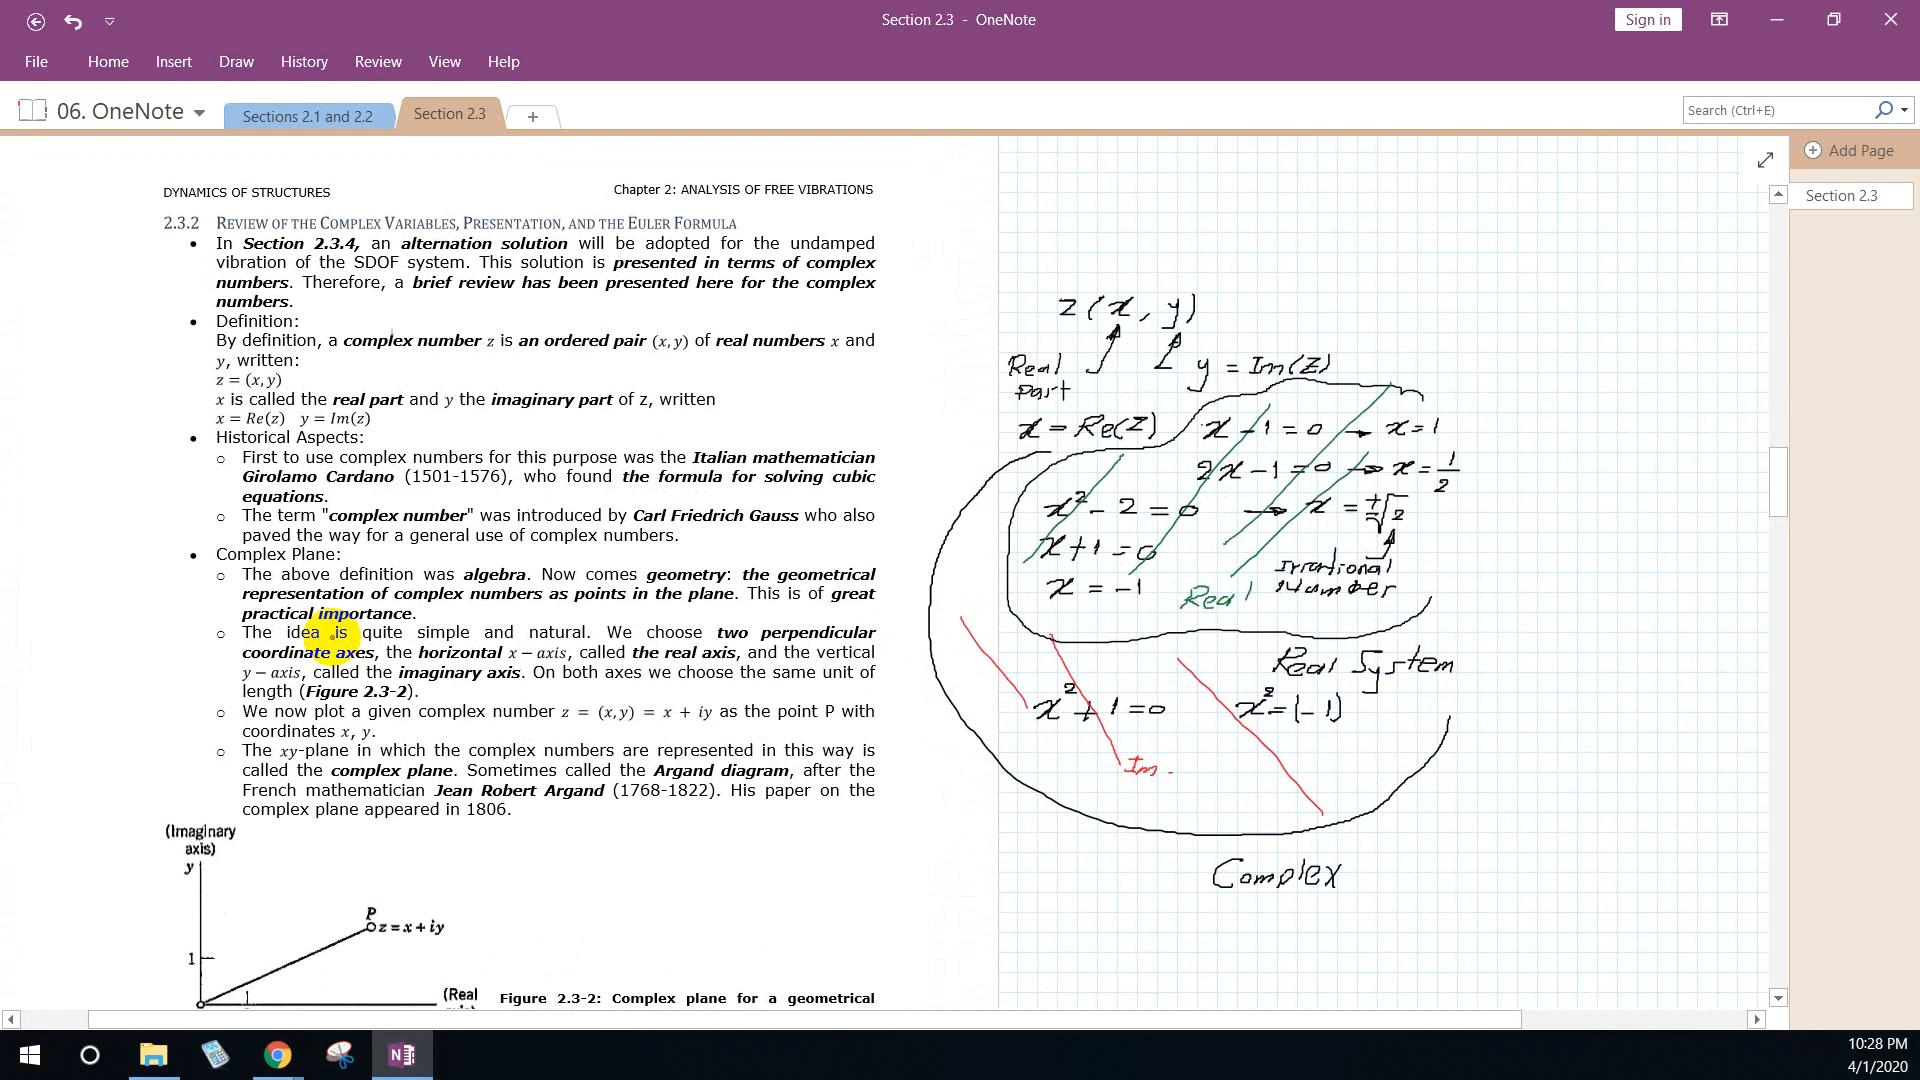 Section 2.3 - OneNote
Sign in
File Home Insert Draw History Review View Help
06. OneNote
Sections 2.1 and 2.2
Section 2.3
+
Search (Ctrl+E)
Add Page
Section 2.3
DYNAMICS OF STRUCTURES
Chapter 2: ANALYSIS OF FREE VIBRATIONS
2.3.2 REVIEW OF THE COMPLEX VARIABLES, PRESENTATION, AND THE EULER FORMULA
• In Section 2.3.4, an alternation solution will be adopted for the undamped
vibration of the SDOF system. This solution is presented in terms of complex
numbers. Therefore, a brief review has been presented here for the complex
numbers.
• Definition:
By definition, a complex number z is an ordered pair (x, y) of real numbers x and
y, written:
z = (x, y)
x is called the real part and y the imaginary part of z, written
x = Re(z) y = Im(z)
• Historical Aspects:
o First to use complex numbers for this purpose was the Italian mathematician
Girolamo Cardano (1501-1576), who found the formula for solving cubic
equations.
o The term "complex number" was introduced by Carl Friedrich Gauss who also
paved the way for a general use of complex numbers.
• Complex Plane:
o The above definition was algebra. Now comes geometry: the geometrical
representation of complex numbers as points in the plane. This is of great
practical importance.
o The idea is quite simple and natural. We choose two perpendicular
coordinate axes, the horizontal x − axis, called the real axis, and the vertical
y − axis, called the imaginary axis. On both axes we choose the same unit of
length (Figure 2.3-2).
o We now plot a given complex number z = (x, y) = x + iy as the point P with
coordinates x, y.
o The xy-plane in which the complex numbers are represented in this way is
called the complex plane. Sometimes called the Argand diagram, after the
French mathematician Jean Robert Argand (1768-1822). His paper on the
complex plane appeared in 1806.
(Imaginary
axis)
y
P
z = x + iy
1
1
(Real
Figure 2.3-2: Complex plane for a geometrical
z (x, y)
Real
part
y = Im(z)
x = Re(z)
x - 1 = 0 → x = 1
2x - 1 = 0 → x = 1/2
x² - 2 = 0 → x = ±√2
x + 1 = 0
Irrational
Number
x = -1
Real
Real System
x² + 1 = 0
x² = (-1)
Im.
Complex
10:28 PM
4/1/2020